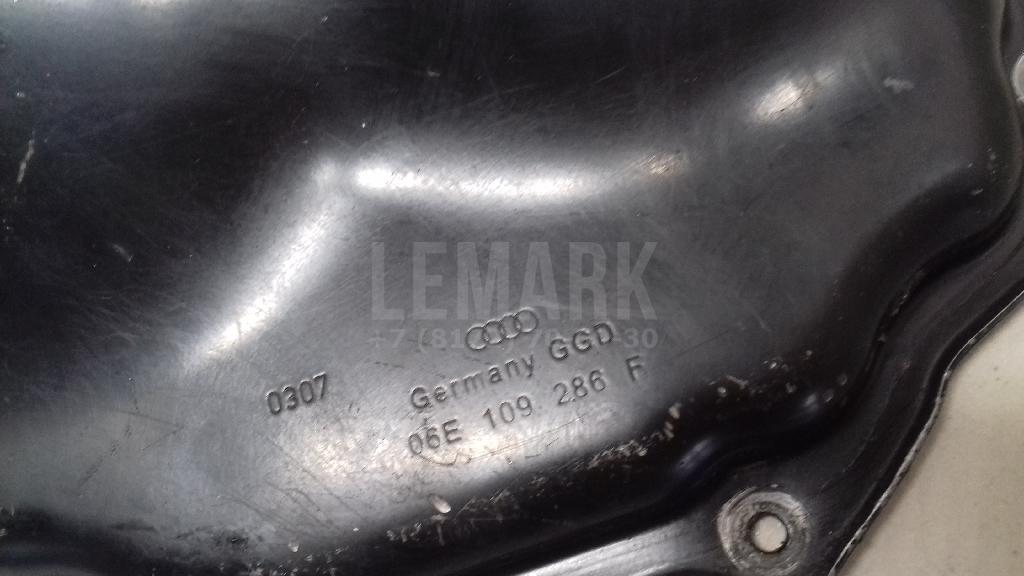 LEMARK
0307
Germany GGD
06E 109 286 F